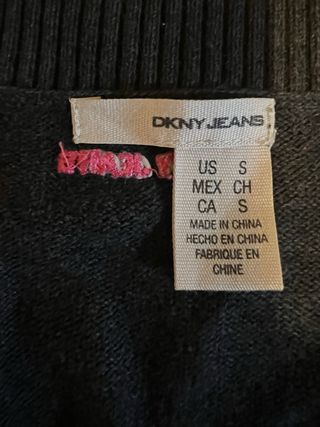 DKNY JEANS
US S
MEX CH
CA S
MADE IN CHINA
HECHO EN CHINA
FABRIQUE EN
CHINE